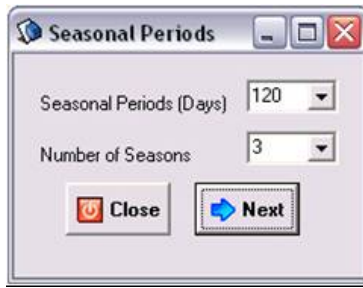 Seasonal Periods
Seasonal Periods (Days) 120
Number of Seasons 3
Close Next